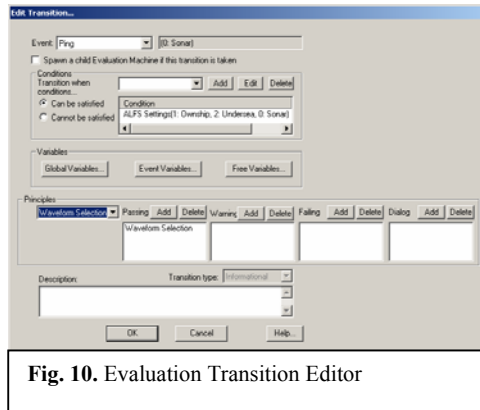 Edit Transition...
Event: Ping (0: Sonar)
Spawn a child Evaluation Machine if this transition is taken
Conditions
Transition when conditions... Add Edit Delete
Can be satisfied
Cannot be satisfied
Condition
ALFS Settings(1: Ownship, 2: Undersea, 0: Sonar)
Variables
Global Variables... Event Variables... Free Variables...
Principles
Waveform Selection Passing Add Delete Warning Add Delete Failing Add Delete Dialog Add Delete
Waveform Selection
Description: Transition type: Informational
OK Cancel Help...
Fig. 10. Evaluation Transition Editor